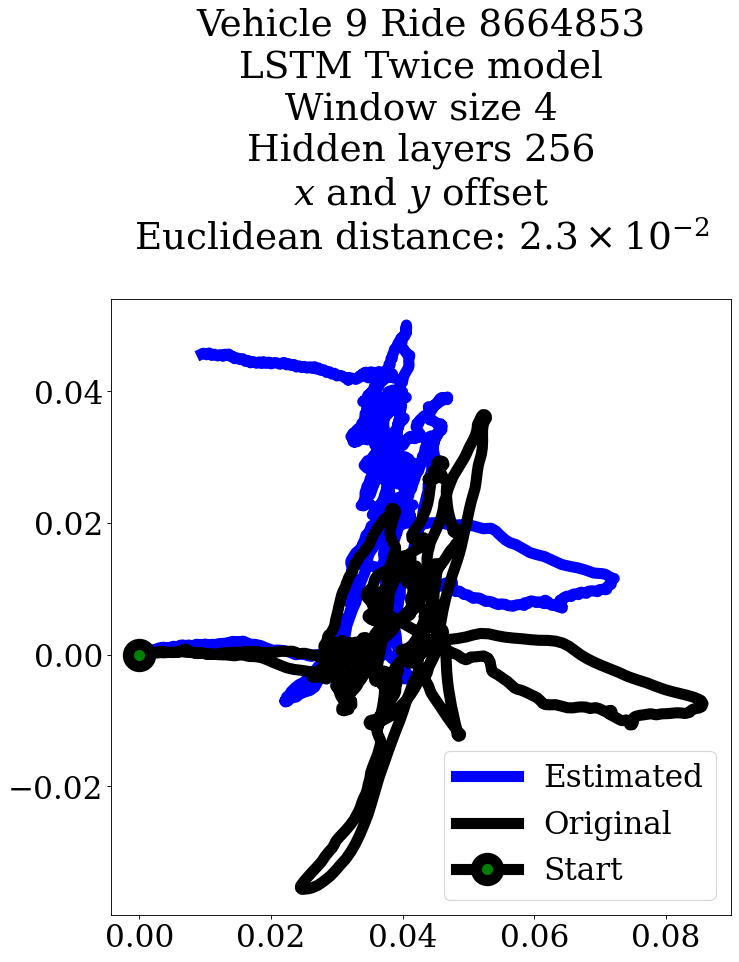 Vehicle 9 Ride 8664853
LSTM Twice model
Window size 4
Hidden layers 256
x and y offset
Euclidean distance: 2.3 × 10⁻²
0.04
0.02
0.00
−0.02
Estimated
Original
Start
0.00 0.02 0.04 0.06 0.08